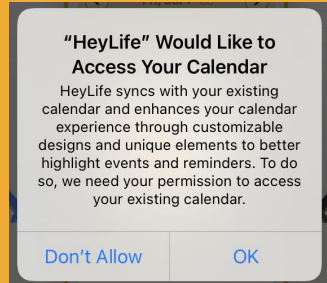 “HeyLife” Would Like to
Access Your Calendar
HeyLife syncs with your existing
calendar and enhances your calendar
experience through customizable
designs and unique elements to better
highlight events and reminders. To do
so, we need your permission to access
your existing calendar.
Don’t Allow
OK